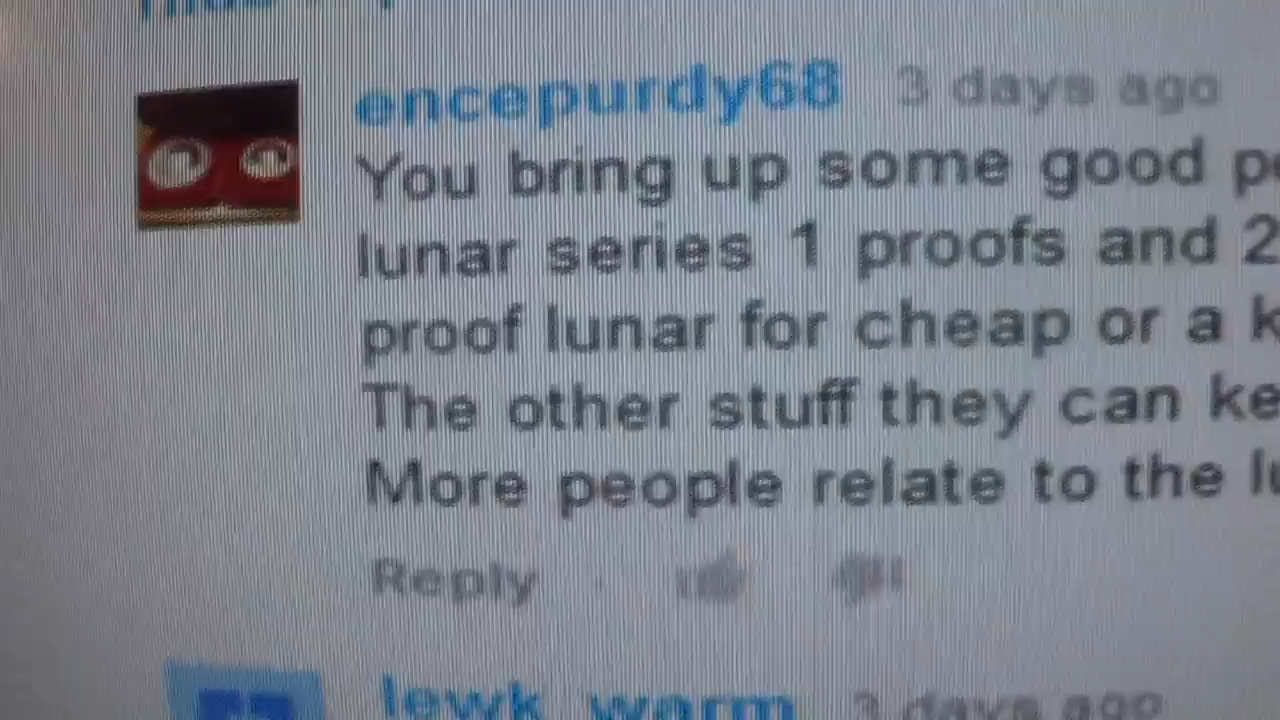 encepurdy68 3 days ago
You bring up some good
lunar series 1 proofs and 2
proof lunar for cheap or a
The other stuff they can
More people relate to the
Reply
lewk warm 3 days ago